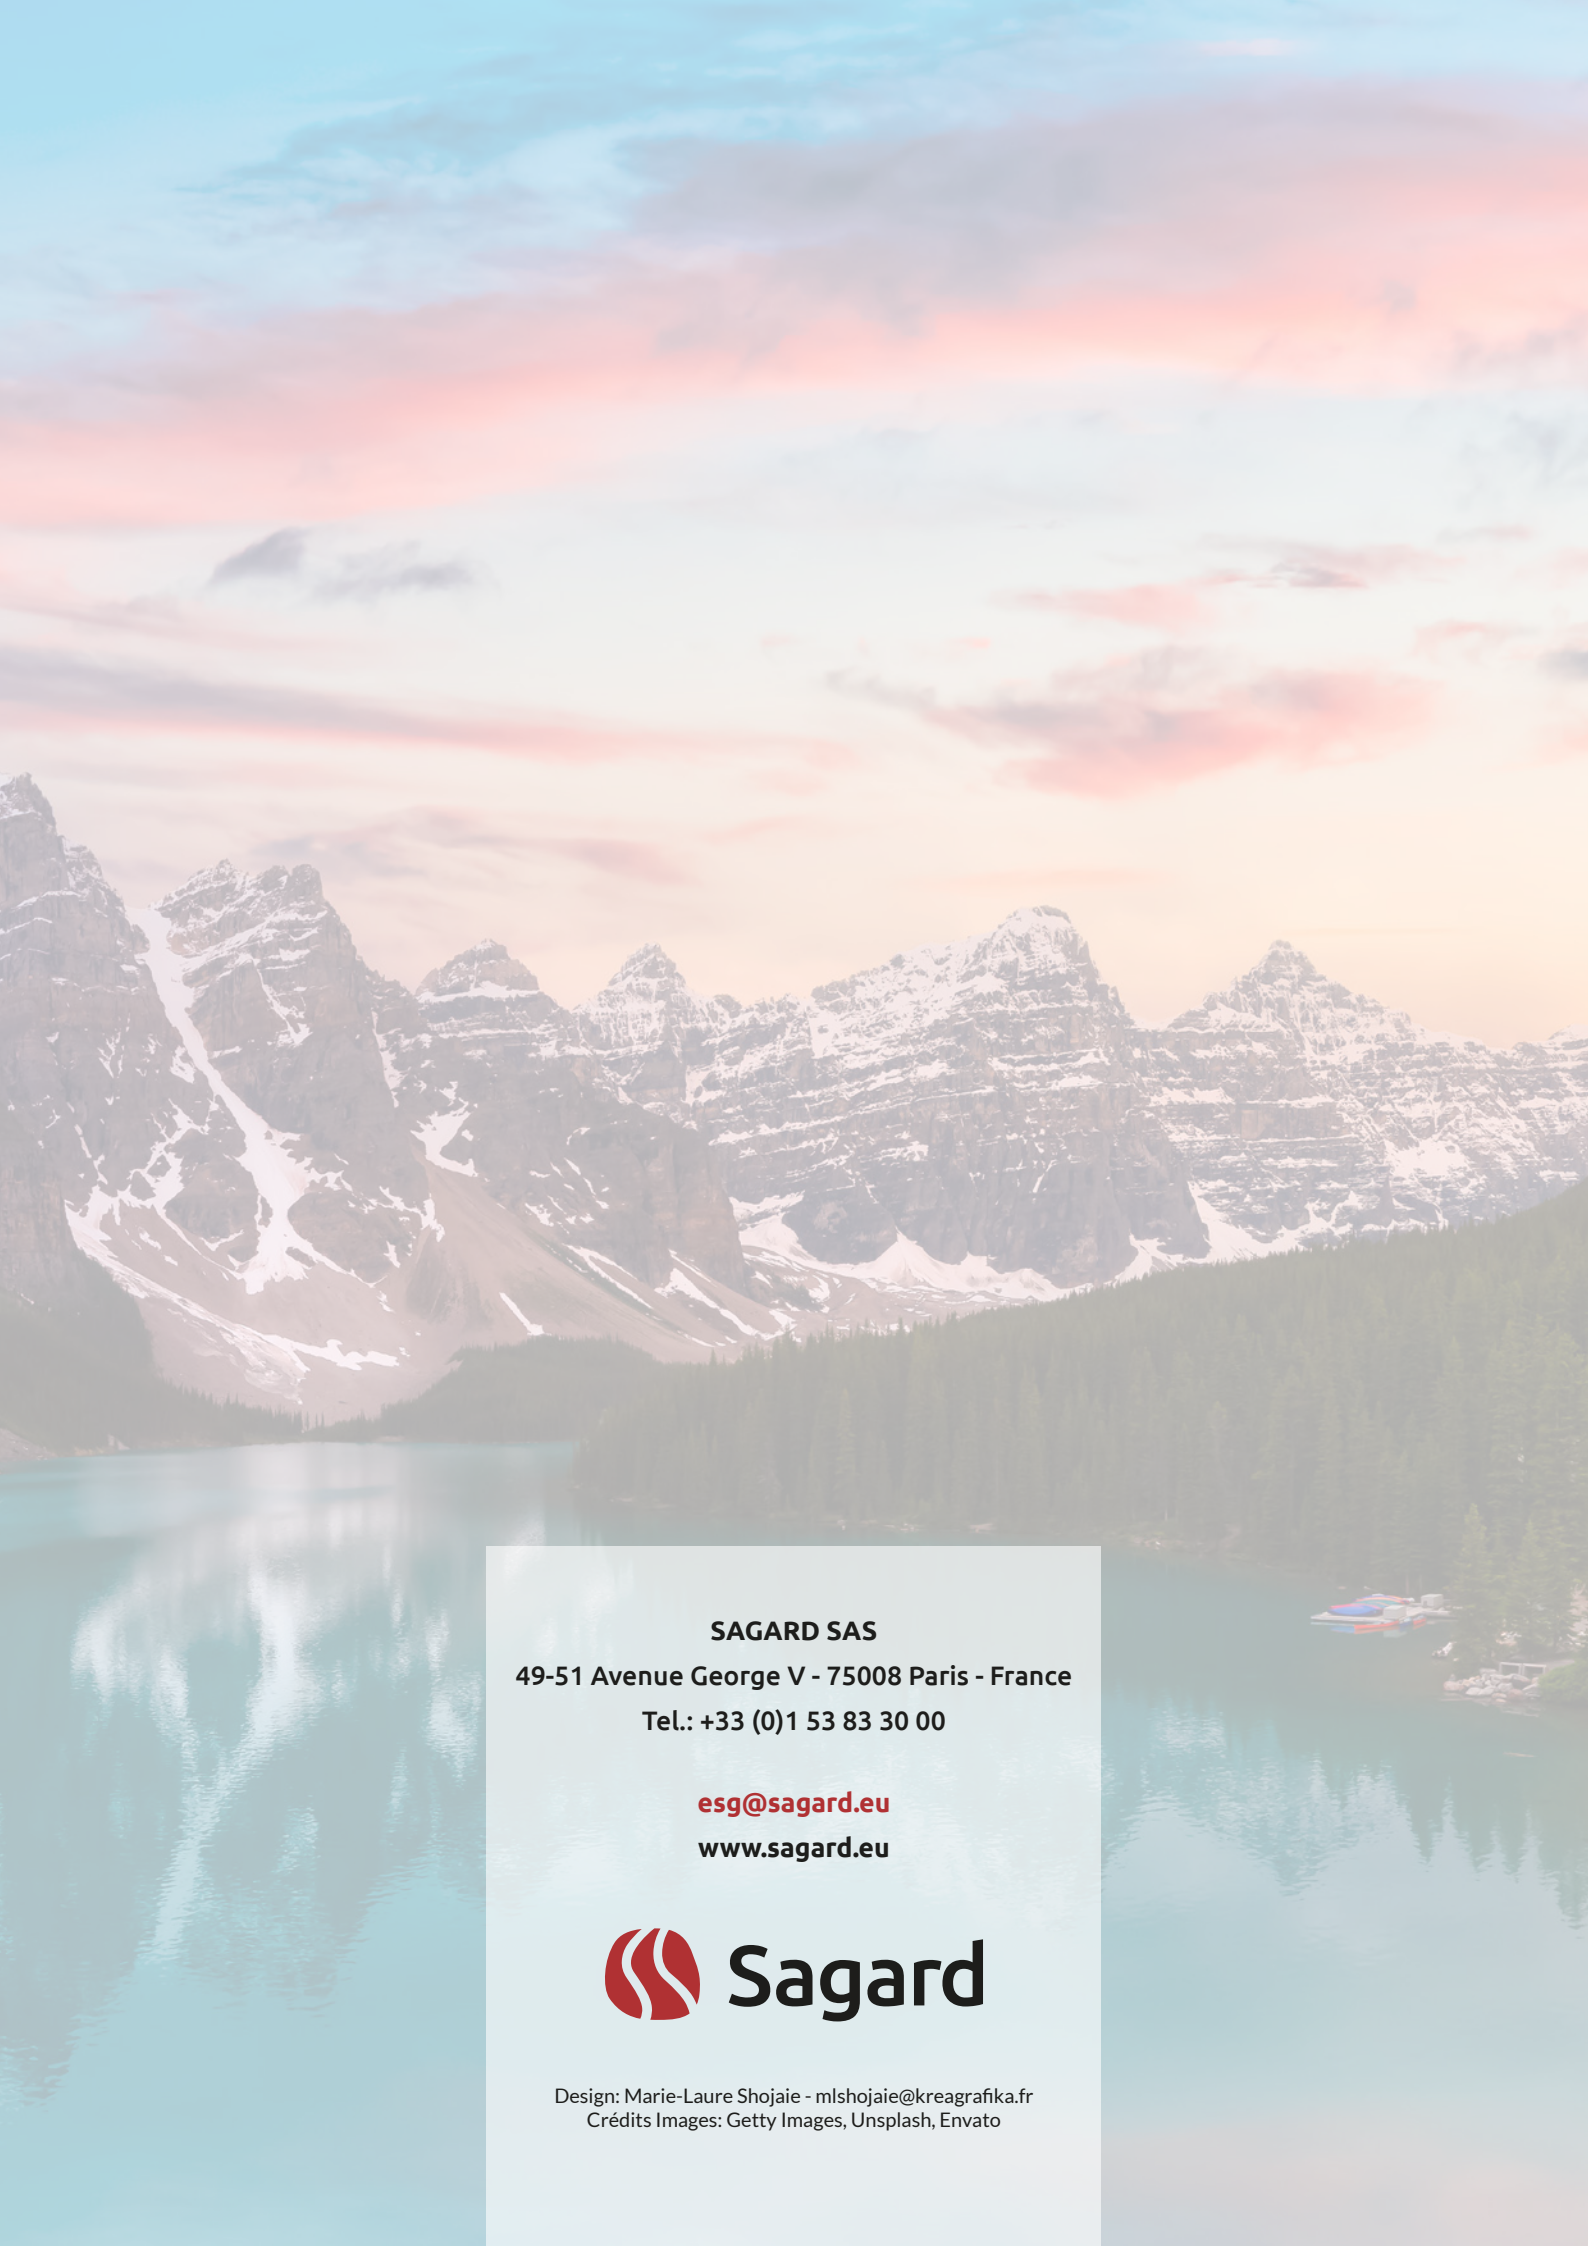 SAGARD SAS
49-51 Avenue George V - 75008 Paris - France
Tel.: +33 (0)1 53 83 30 00
esg@sagard.eu
www.sagard.eu
Sagard
Design: Marie-Laure Shojaie - mlshojaie@kreagrafika.fr
Crédits Images: Getty Images, Unsplash, Envato